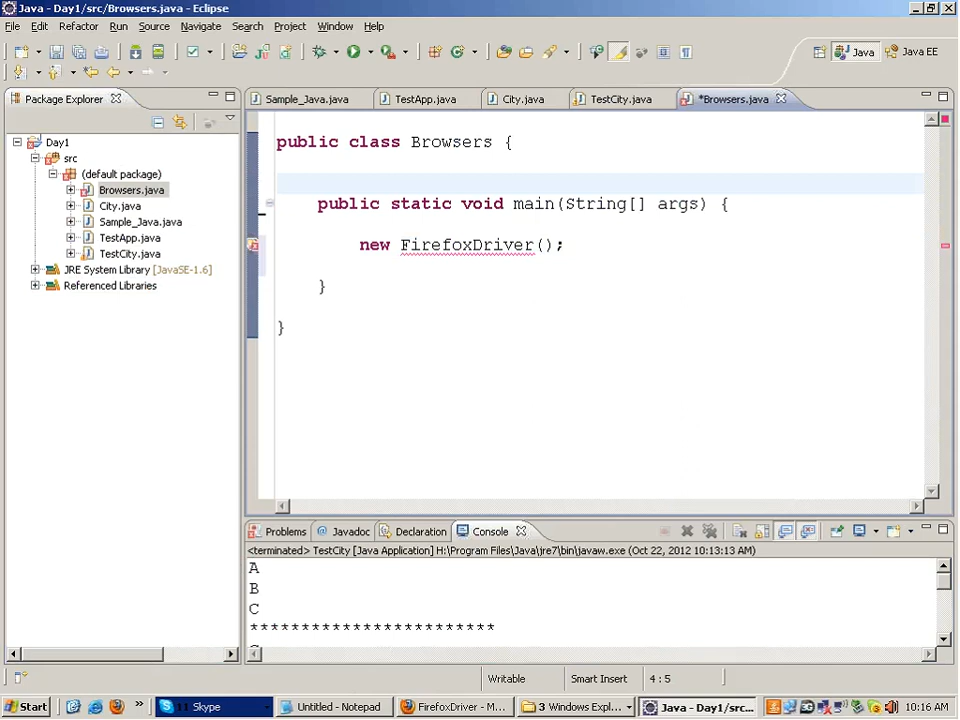 Java - Day1/src/Browsers.java - Eclipse
File Edit Refactor Run Source Navigate Search Project Window Help
Java Java EE
Package Explorer
Sample_Java.java TestApp.java City.java TestCity.java *Browsers.java
Day1
src
(default package)
Browsers.java
City.java
Sample_Java.java
TestApp.java
TestCity.java
JRE System Library [JavaSE-1.6]
Referenced Libraries
public class Browsers {
public static void main(String[] args) {
new FirefoxDriver();
}
}
Problems Javadoc Declaration Console
<terminated> TestCity [Java Application] H:\Program Files\Java\jre7\bin\javaw.exe (Oct 22, 2012 10:13:13 AM)
A
B
C
************************
Writable Smart Insert 4 : 5
Start Skype Untitled - Notepad FirefoxDriver - M... 3 Windows Expl... Java - Day1/src... 10:16 AM